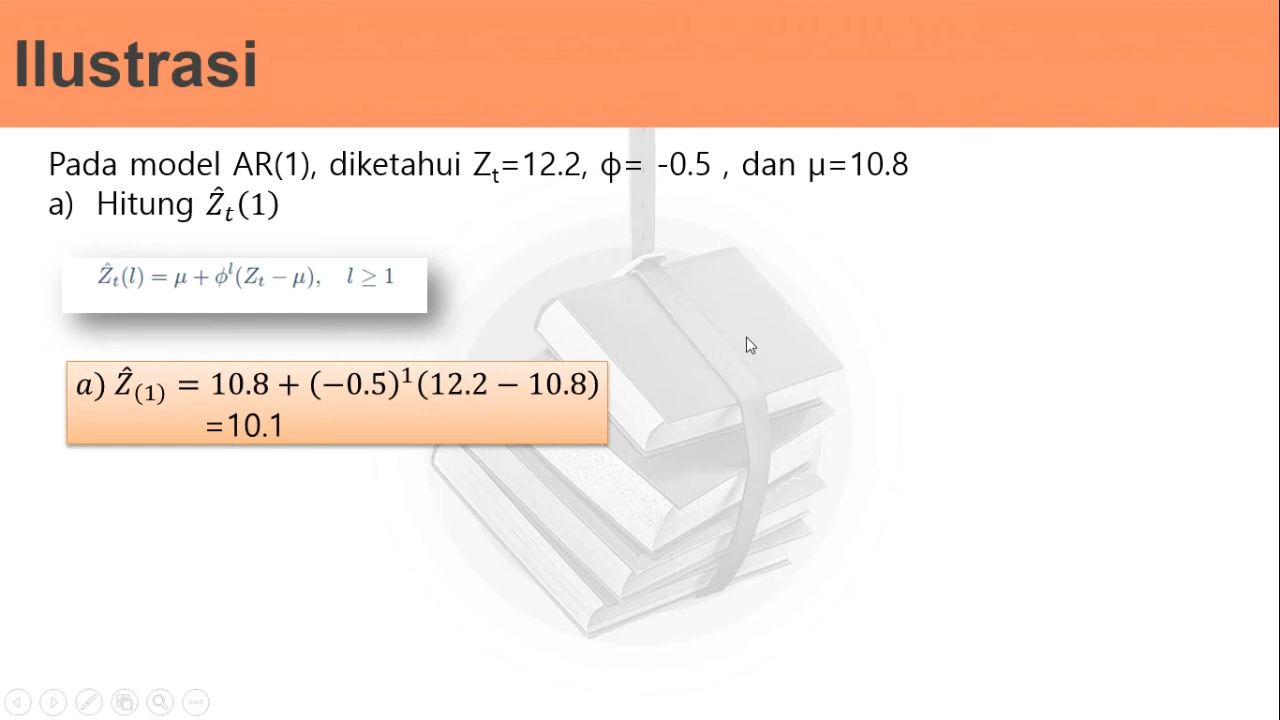 Ilustrasi
Pada model AR(1), diketahui Zₜ=12.2, ϕ= -0.5 , dan μ=10.8
a) Hitung Ẑₜ(1)
Ẑₜ(l) = μ + ϕˡ(Zₜ − μ), l ≥ 1
a) Ẑ₍₁₎ = 10.8 + (−0.5)¹(12.2 − 10.8)
=10.1